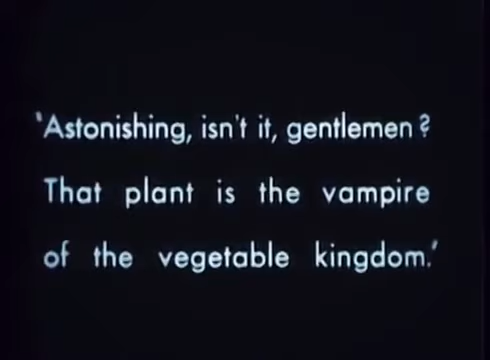 'Astonishing, isn't it, gentlemen?
That plant is the vampire
of the vegetable kingdom.'